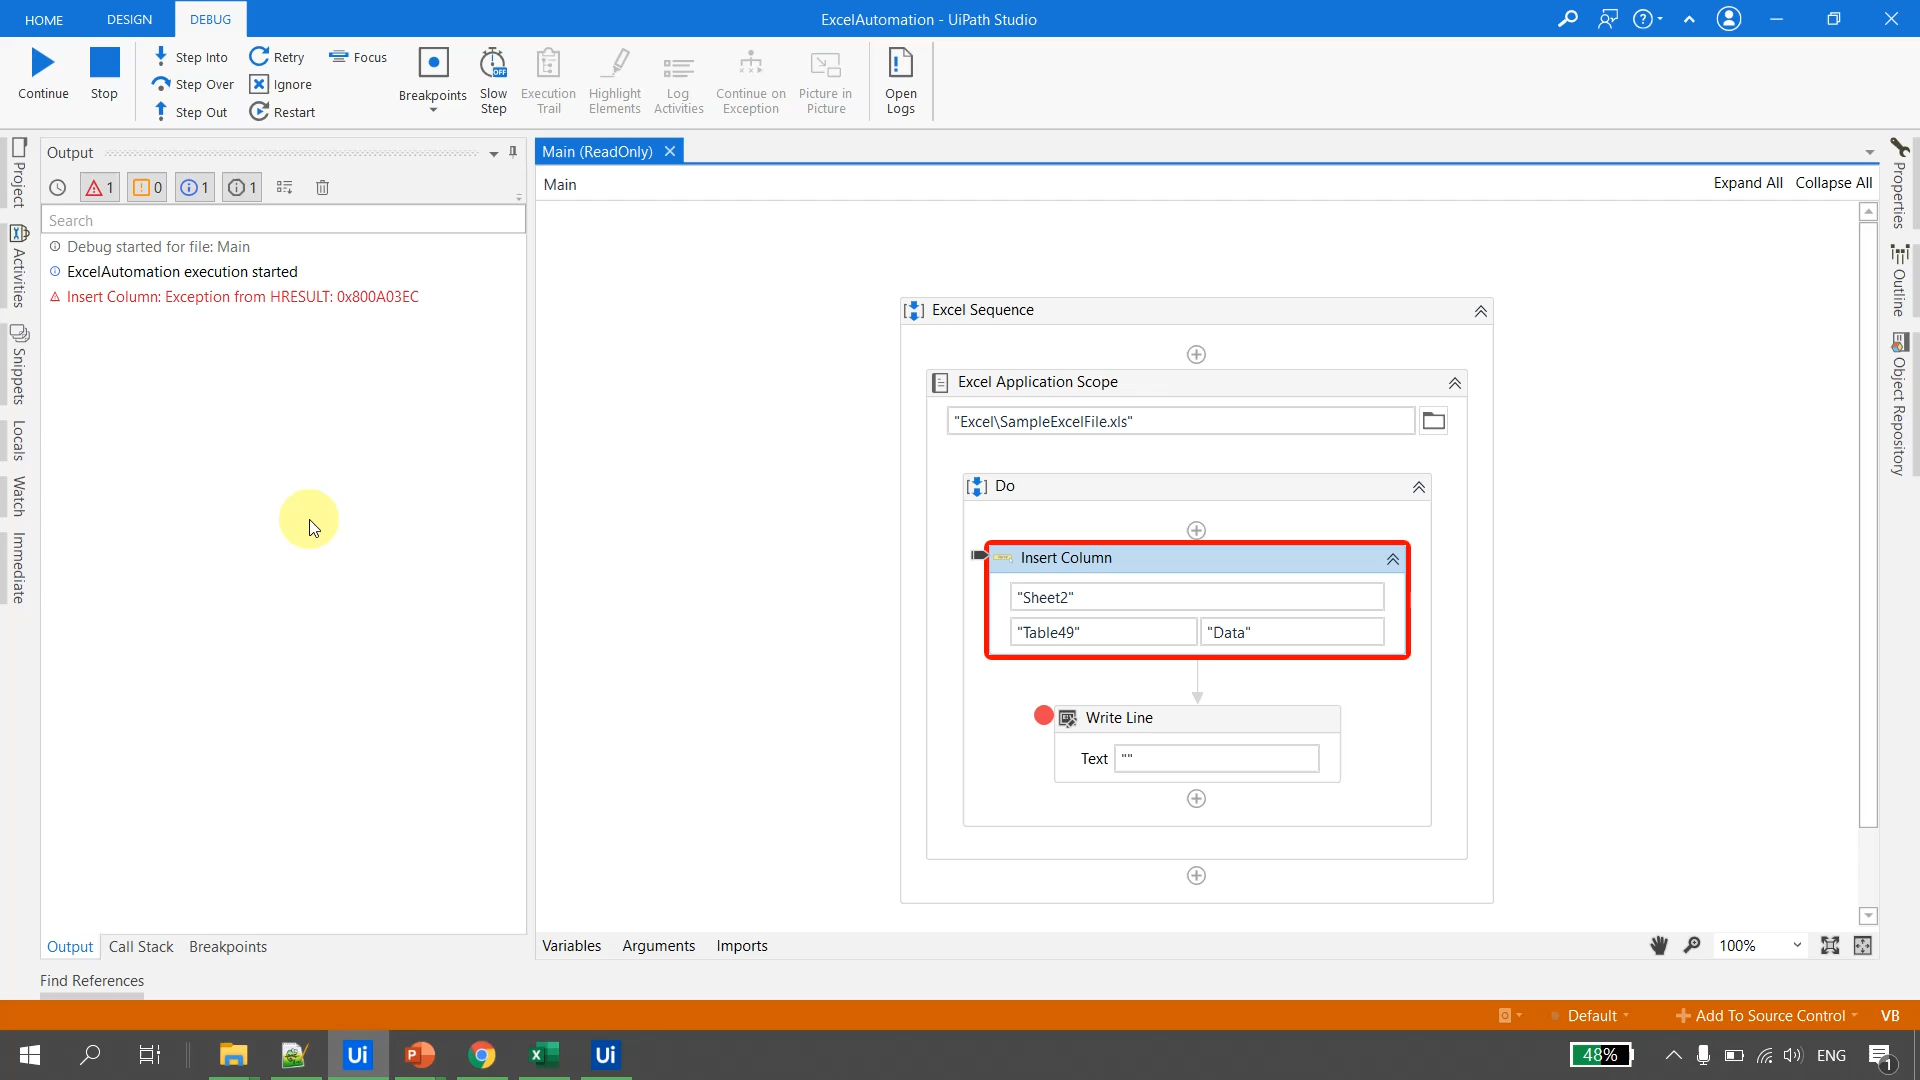 HOME DESIGN DEBUG ExcelAutomation - UiPath Studio
Continue
Stop
Step Into
Step Over
Step Out
Retry
Ignore
Restart
Focus
Breakpoints
Slow
Step
OFF
Execution
Trail
Highlight
Elements
Log
Activities
Continue on
Exception
Picture in
Picture
Open
Logs
Project
Activities
Snippets
Locals
Watch
Immediate
Output
1 0 1 1
Search
Debug started for file: Main
ExcelAutomation execution started
Insert Column: Exception from HRESULT: 0x800A03EC
Output Call Stack Breakpoints
Find References
Main (ReadOnly)
Main
Expand All Collapse All
Excel Sequence
Excel Application Scope
"Excel\SampleExcelFile.xls"
Do
Insert Column
"Sheet2"
"Table49" "Data"
Write Line
Text ""
Variables Arguments Imports
100%
Properties
Outline
Object Repository
Default Add To Source Control VB
Ui
P
X
Ui
48%
ENG
1